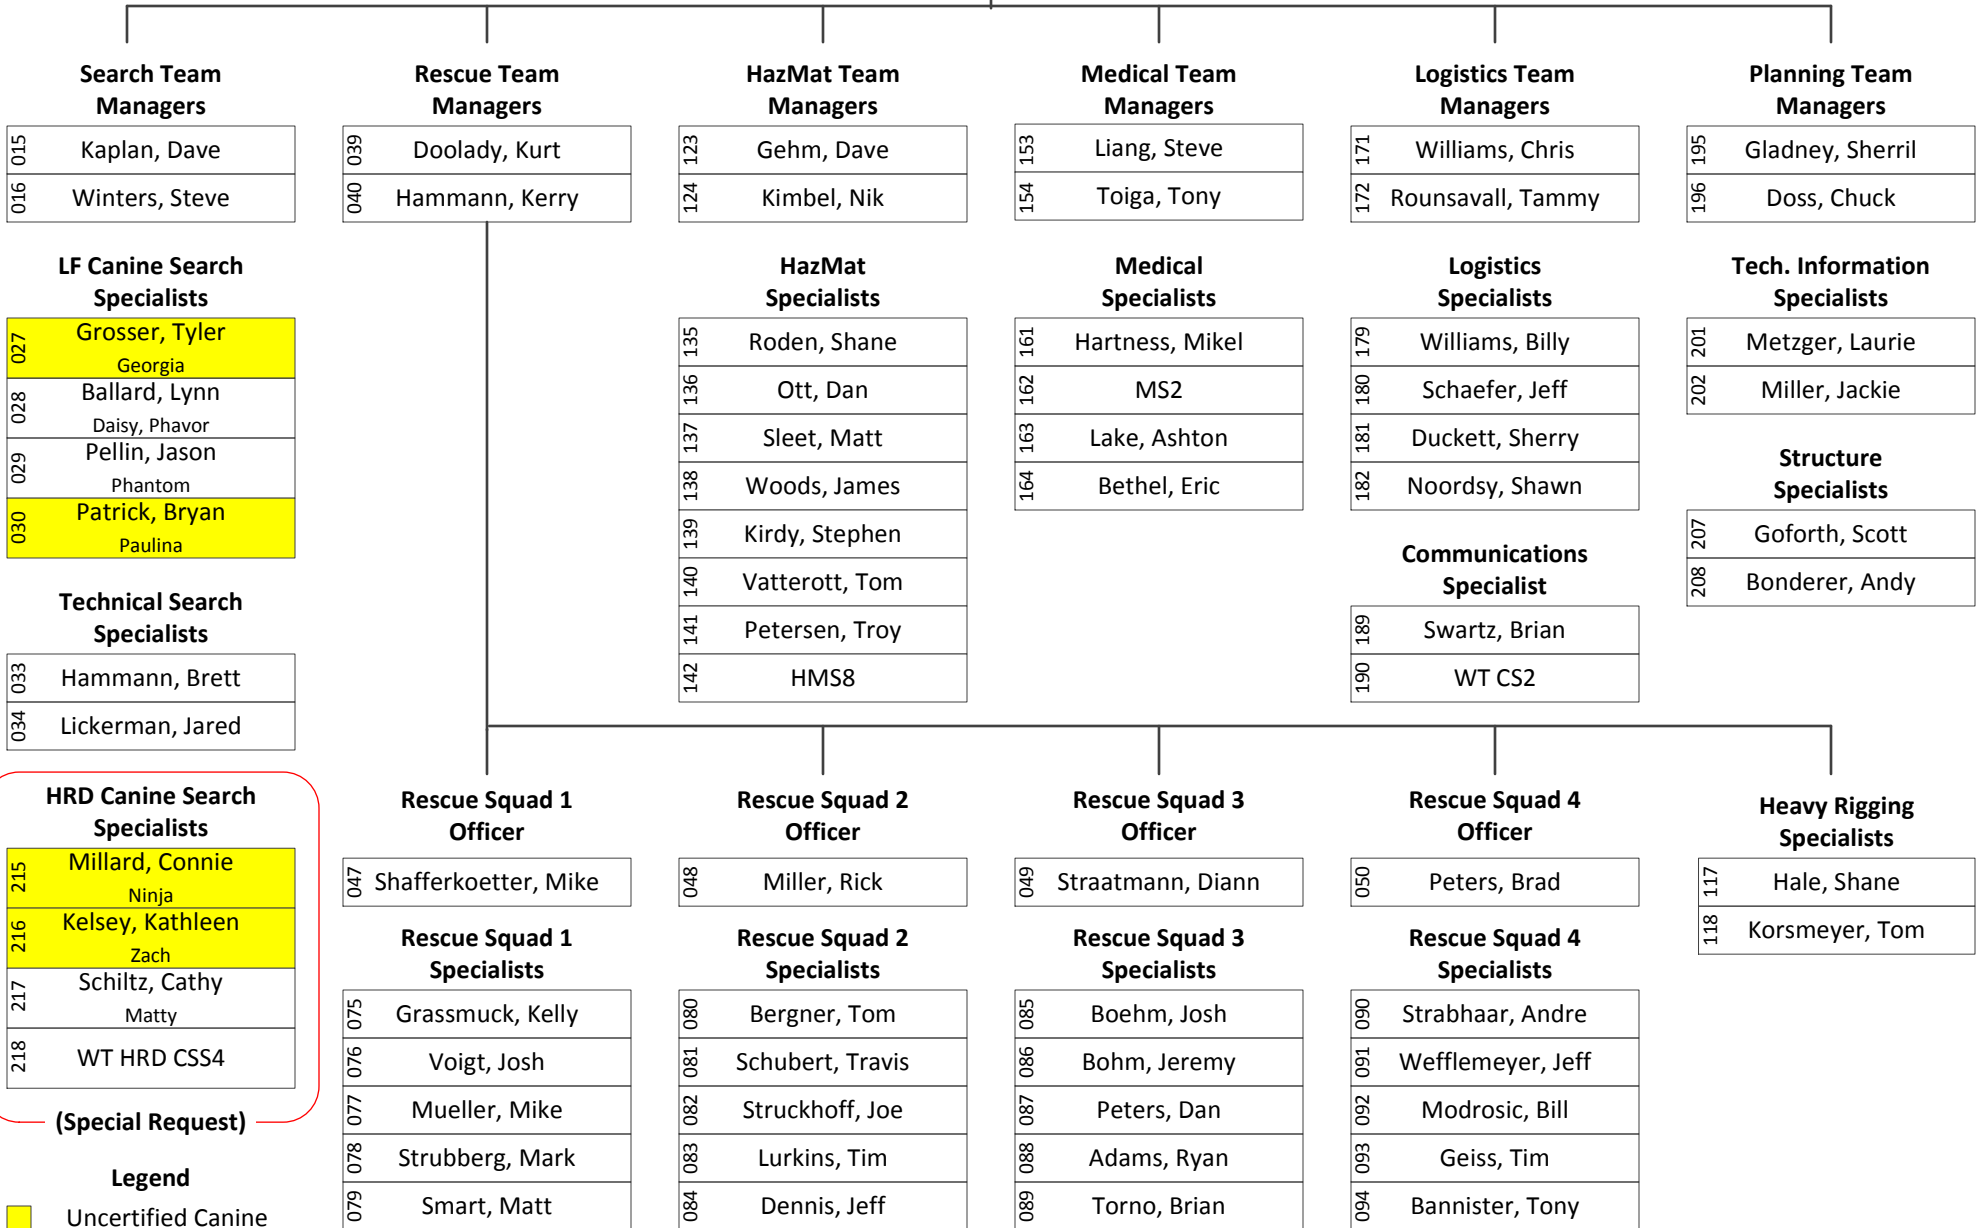 Search Team
Managers
015 Kaplan, Dave
016 Winters, Steve
LF Canine Search
Specialists
027 Grosser, Tyler
Georgia
028 Ballard, Lynn
Daisy, Phavor
029 Pellin, Jason
Phantom
030 Patrick, Bryan
Paulina
Technical Search
Specialists
033 Hammann, Brett
034 Lickerman, Jared
HRD Canine Search
Specialists
215 Millard, Connie
Ninja
216 Kelsey, Kathleen
Zach
217 Schiltz, Cathy
Matty
218 WT HRD CSS4
(Special Request)
Legend
Uncertified Canine
Rescue Team
Managers
039 Doolady, Kurt
040 Hammann, Kerry
HazMat Team
Managers
123 Gehm, Dave
124 Kimbel, Nik
HazMat
Specialists
135 Roden, Shane
136 Ott, Dan
137 Sleet, Matt
138 Woods, James
139 Kirdy, Stephen
140 Vatterott, Tom
141 Petersen, Troy
142 HMS8
Medical Team
Managers
153 Liang, Steve
154 Toiga, Tony
Medical
Specialists
161 Hartness, Mikel
162 MS2
163 Lake, Ashton
164 Bethel, Eric
Logistics Team
Managers
171 Williams, Chris
172 Rounsavall, Tammy
Logistics
Specialists
179 Williams, Billy
180 Schaefer, Jeff
181 Duckett, Sherry
182 Noordsy, Shawn
Communications
Specialist
189 Swartz, Brian
190 WT CS2
Planning Team
Managers
195 Gladney, Sherril
196 Doss, Chuck
Tech. Information
Specialists
201 Metzger, Laurie
202 Miller, Jackie
Structure
Specialists
207 Goforth, Scott
208 Bonderer, Andy
Rescue Squad 1
Officer
047 Shafferkoetter, Mike
Rescue Squad 1
Specialists
075 Grassmuck, Kelly
076 Voigt, Josh
077 Mueller, Mike
078 Strubberg, Mark
079 Smart, Matt
Rescue Squad 2
Officer
048 Miller, Rick
Rescue Squad 2
Specialists
080 Bergner, Tom
081 Schubert, Travis
082 Struckhoff, Joe
083 Lurkins, Tim
084 Dennis, Jeff
Rescue Squad 3
Officer
049 Straatmann, Diann
Rescue Squad 3
Specialists
085 Boehm, Josh
086 Bohm, Jeremy
087 Peters, Dan
088 Adams, Ryan
089 Torno, Brian
Rescue Squad 4
Officer
050 Peters, Brad
Rescue Squad 4
Specialists
090 Strabhaar, Andre
091 Wefflemeyer, Jeff
092 Modrosic, Bill
093 Geiss, Tim
094 Bannister, Tony
Heavy Rigging
Specialists
117 Hale, Shane
118 Korsmeyer, Tom